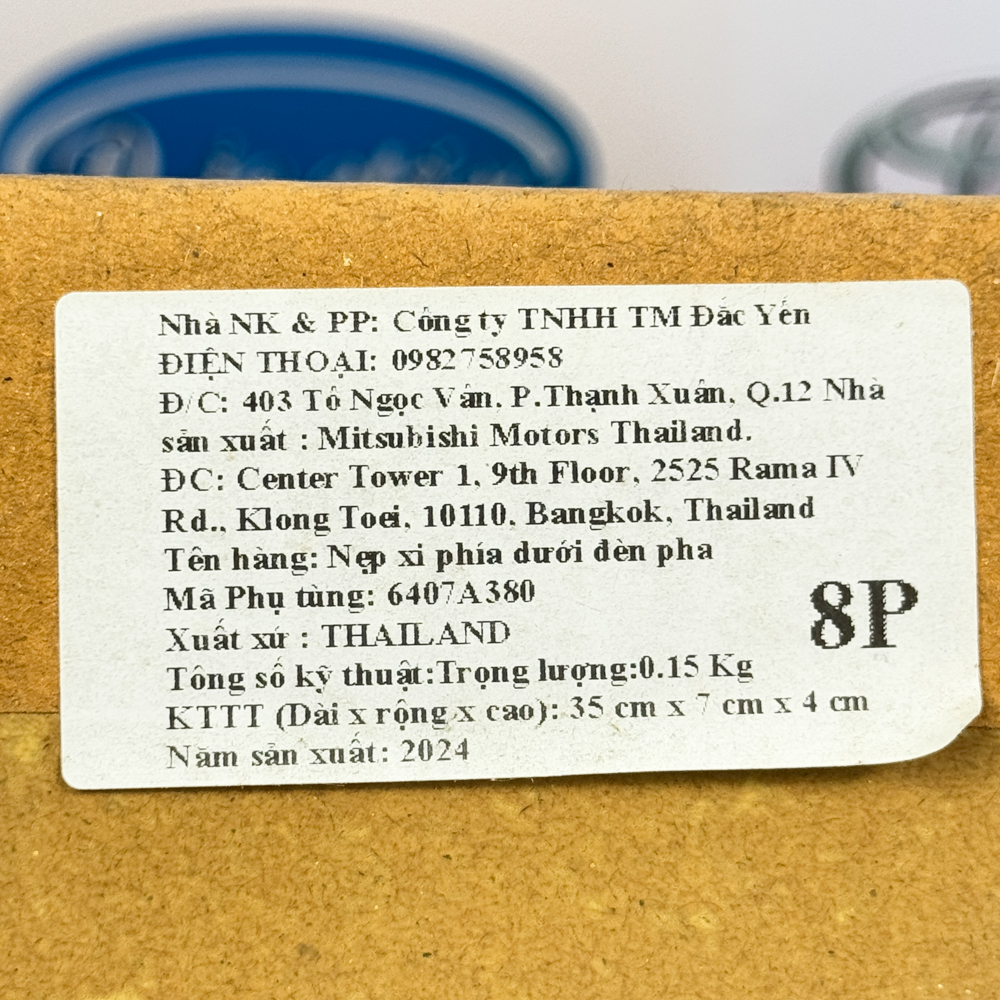 Nhà NK & PP: Công ty TNHH TM Đắc Yến
ĐIỆN THOẠI: 0982758958
Đ/C: 403 Tô Ngọc Vân, P.Thạnh Xuân, Q.12 Nhà
sản xuất : Mitsubishi Motors Thailand.
ĐC: Center Tower 1, 9th Floor, 2525 Rama IV
Rd., Klong Toei, 10110, Bangkok, Thailand
Tên hàng: Nẹp xi phía dưới đèn pha
Mã Phụ tùng: 6407A380
Xuất xứ : THAILAND
8P
Tông số kỹ thuật:Trọng lượng:0.15 Kg
KTTT (Dài x rộng x cao): 35 cm x 7 cm x 4 cm
Năm sản xuất: 2024